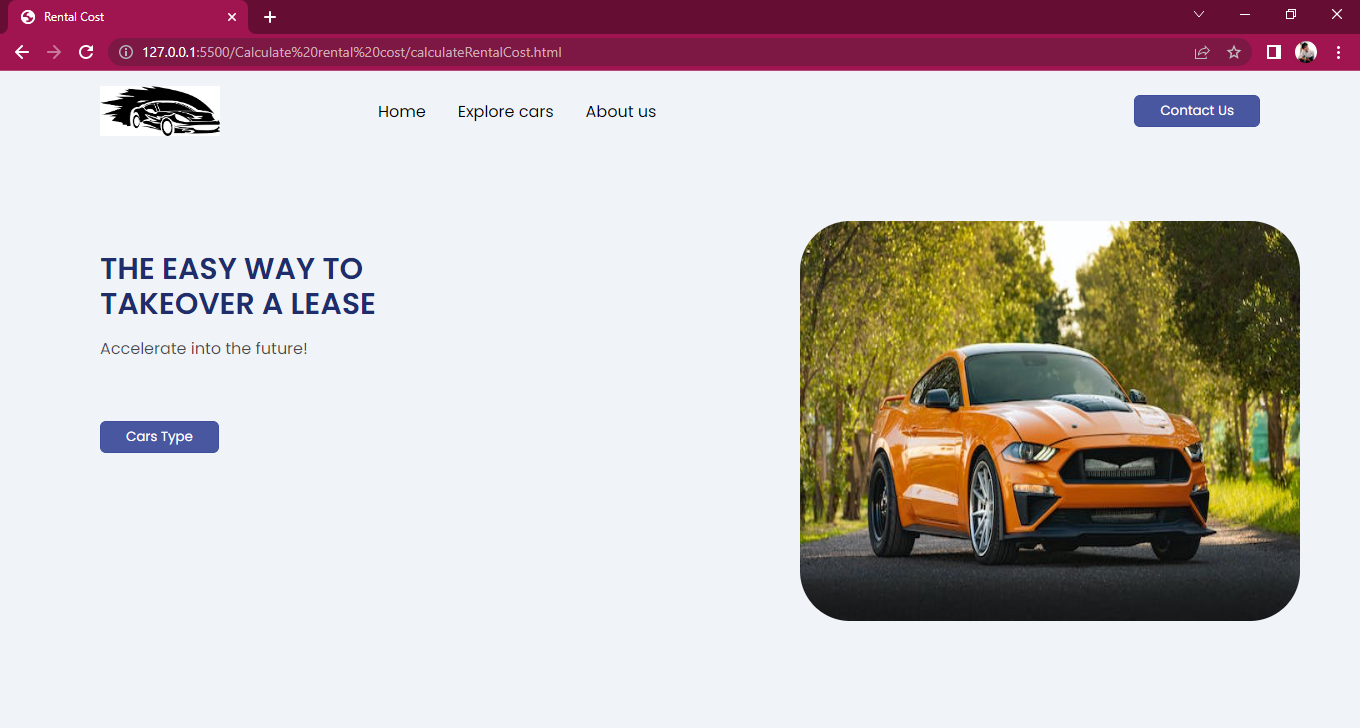 Rental Cost
127.0.0.1:5500/Calculate%20rental%20cost/calculateRentalCost.html
Home Explore cars About us Contact Us
THE EASY WAY TO
TAKEOVER A LEASE
Accelerate into the future!
Cars Type